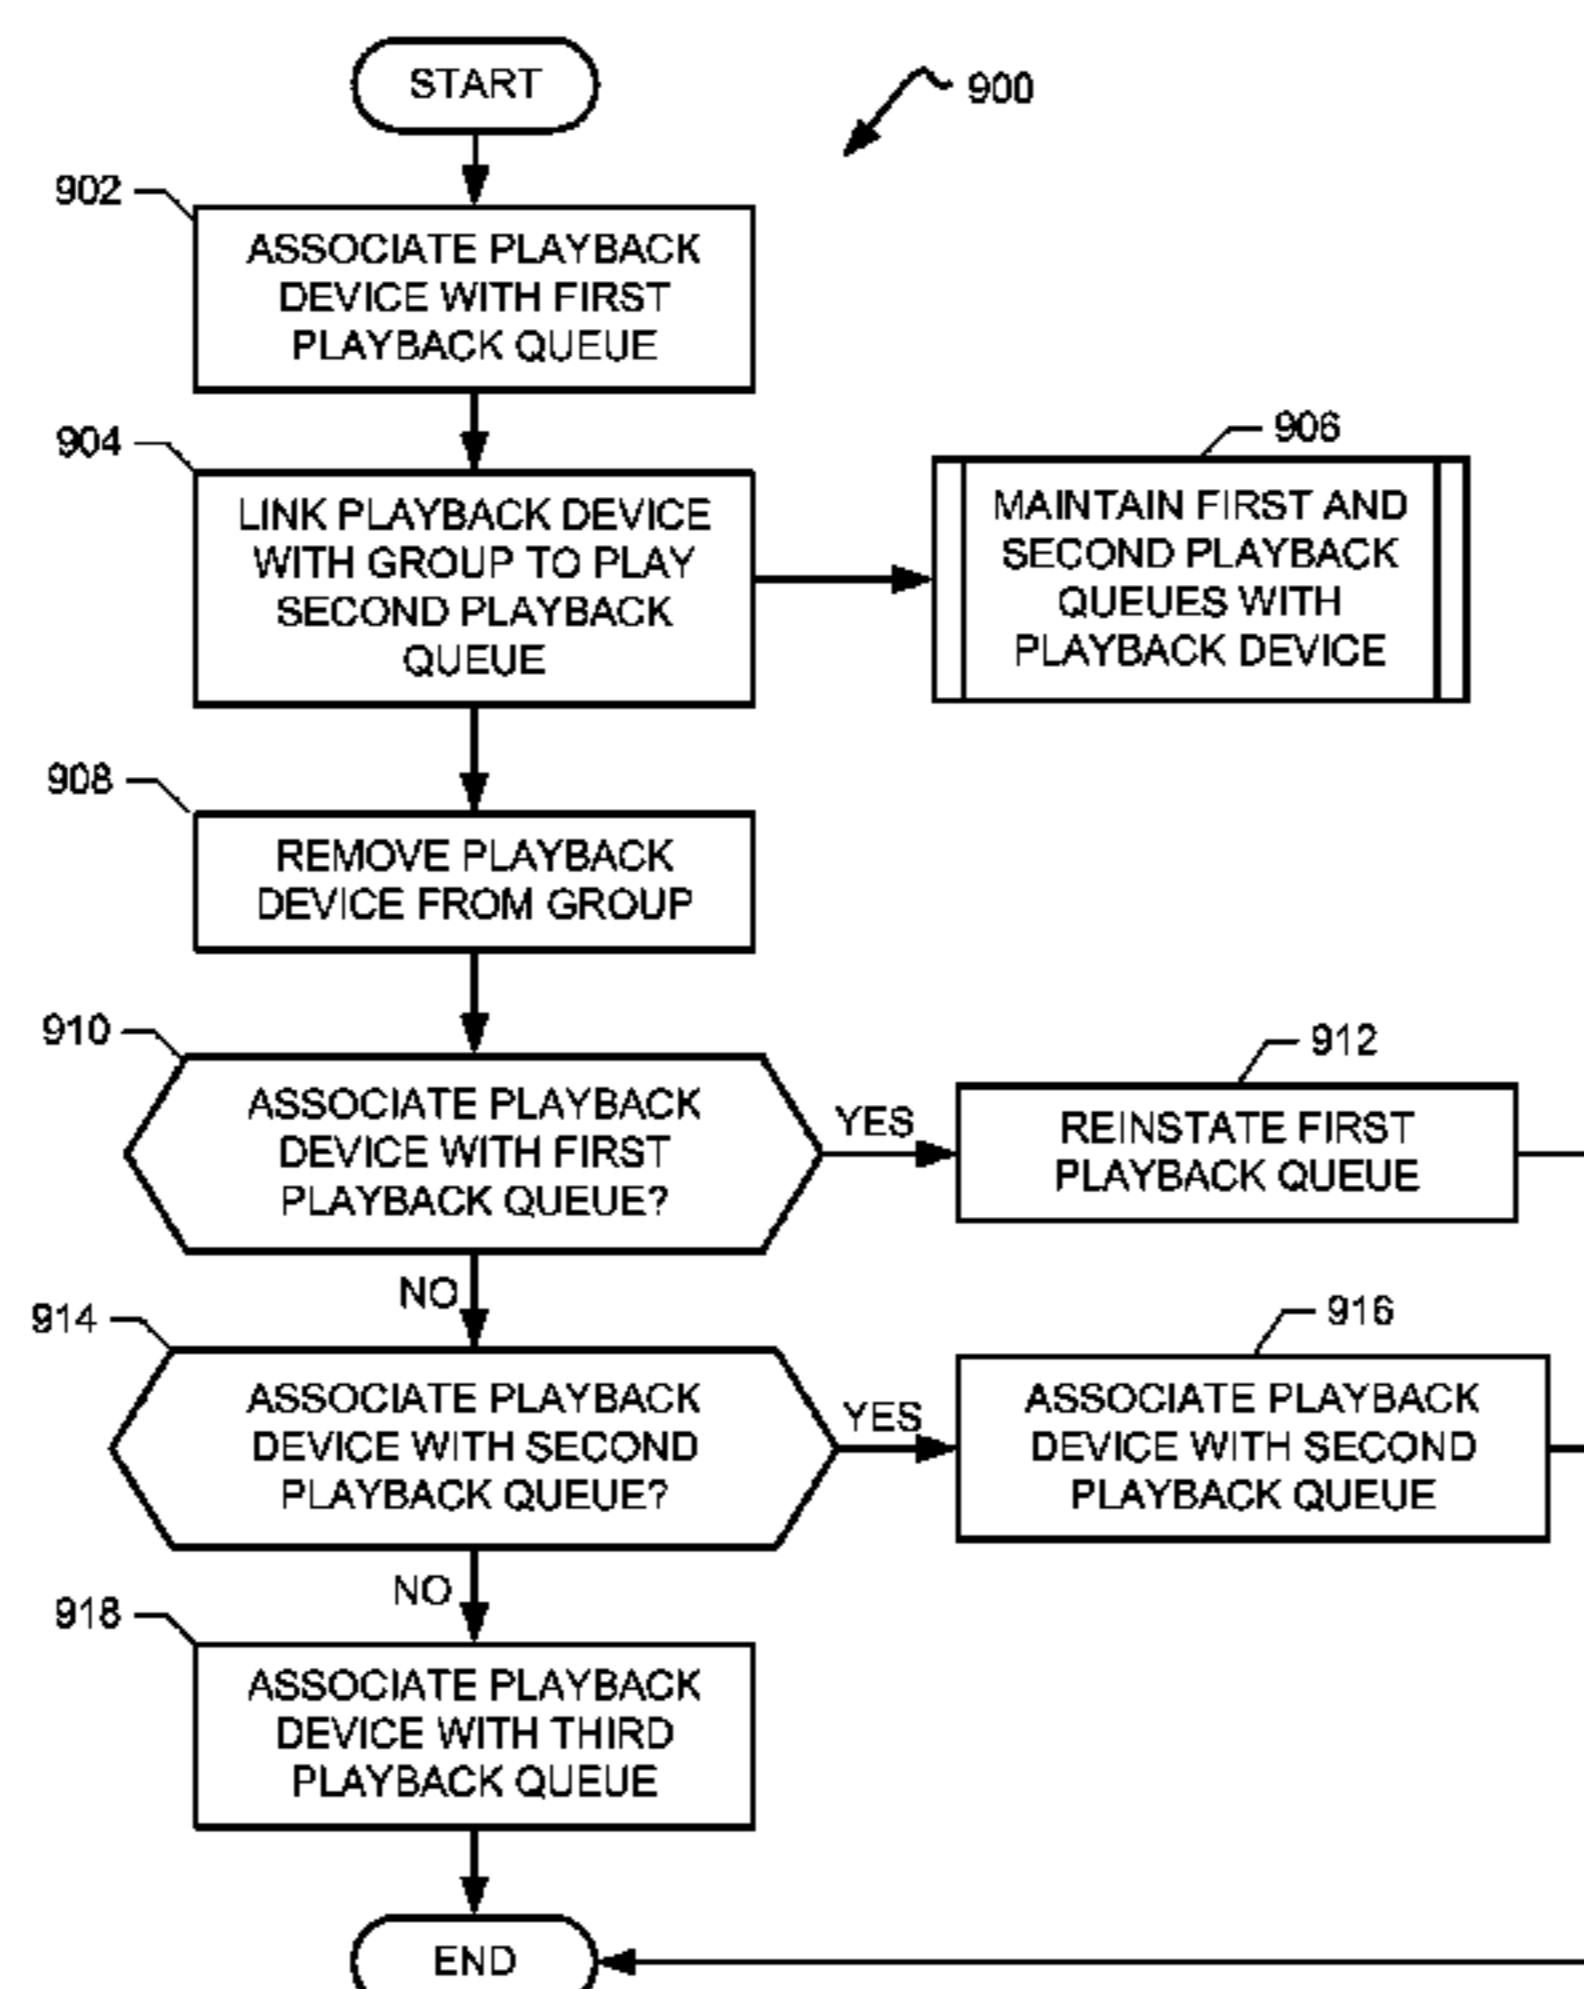 START
900
902
ASSOCIATE PLAYBACK
DEVICE WITH FIRST
PLAYBACK QUEUE
904
LINK PLAYBACK DEVICE
WITH GROUP TO PLAY
SECOND PLAYBACK
QUEUE
906
MAINTAIN FIRST AND
SECOND PLAYBACK
QUEUES WITH
PLAYBACK DEVICE
908
REMOVE PLAYBACK
DEVICE FROM GROUP
910
ASSOCIATE PLAYBACK
DEVICE WITH FIRST
PLAYBACK QUEUE?
YES
912
REINSTATE FIRST
PLAYBACK QUEUE
NO
914
ASSOCIATE PLAYBACK
DEVICE WITH SECOND
PLAYBACK QUEUE?
YES
916
ASSOCIATE PLAYBACK
DEVICE WITH SECOND
PLAYBACK QUEUE
NO
918
ASSOCIATE PLAYBACK
DEVICE WITH THIRD
PLAYBACK QUEUE
END